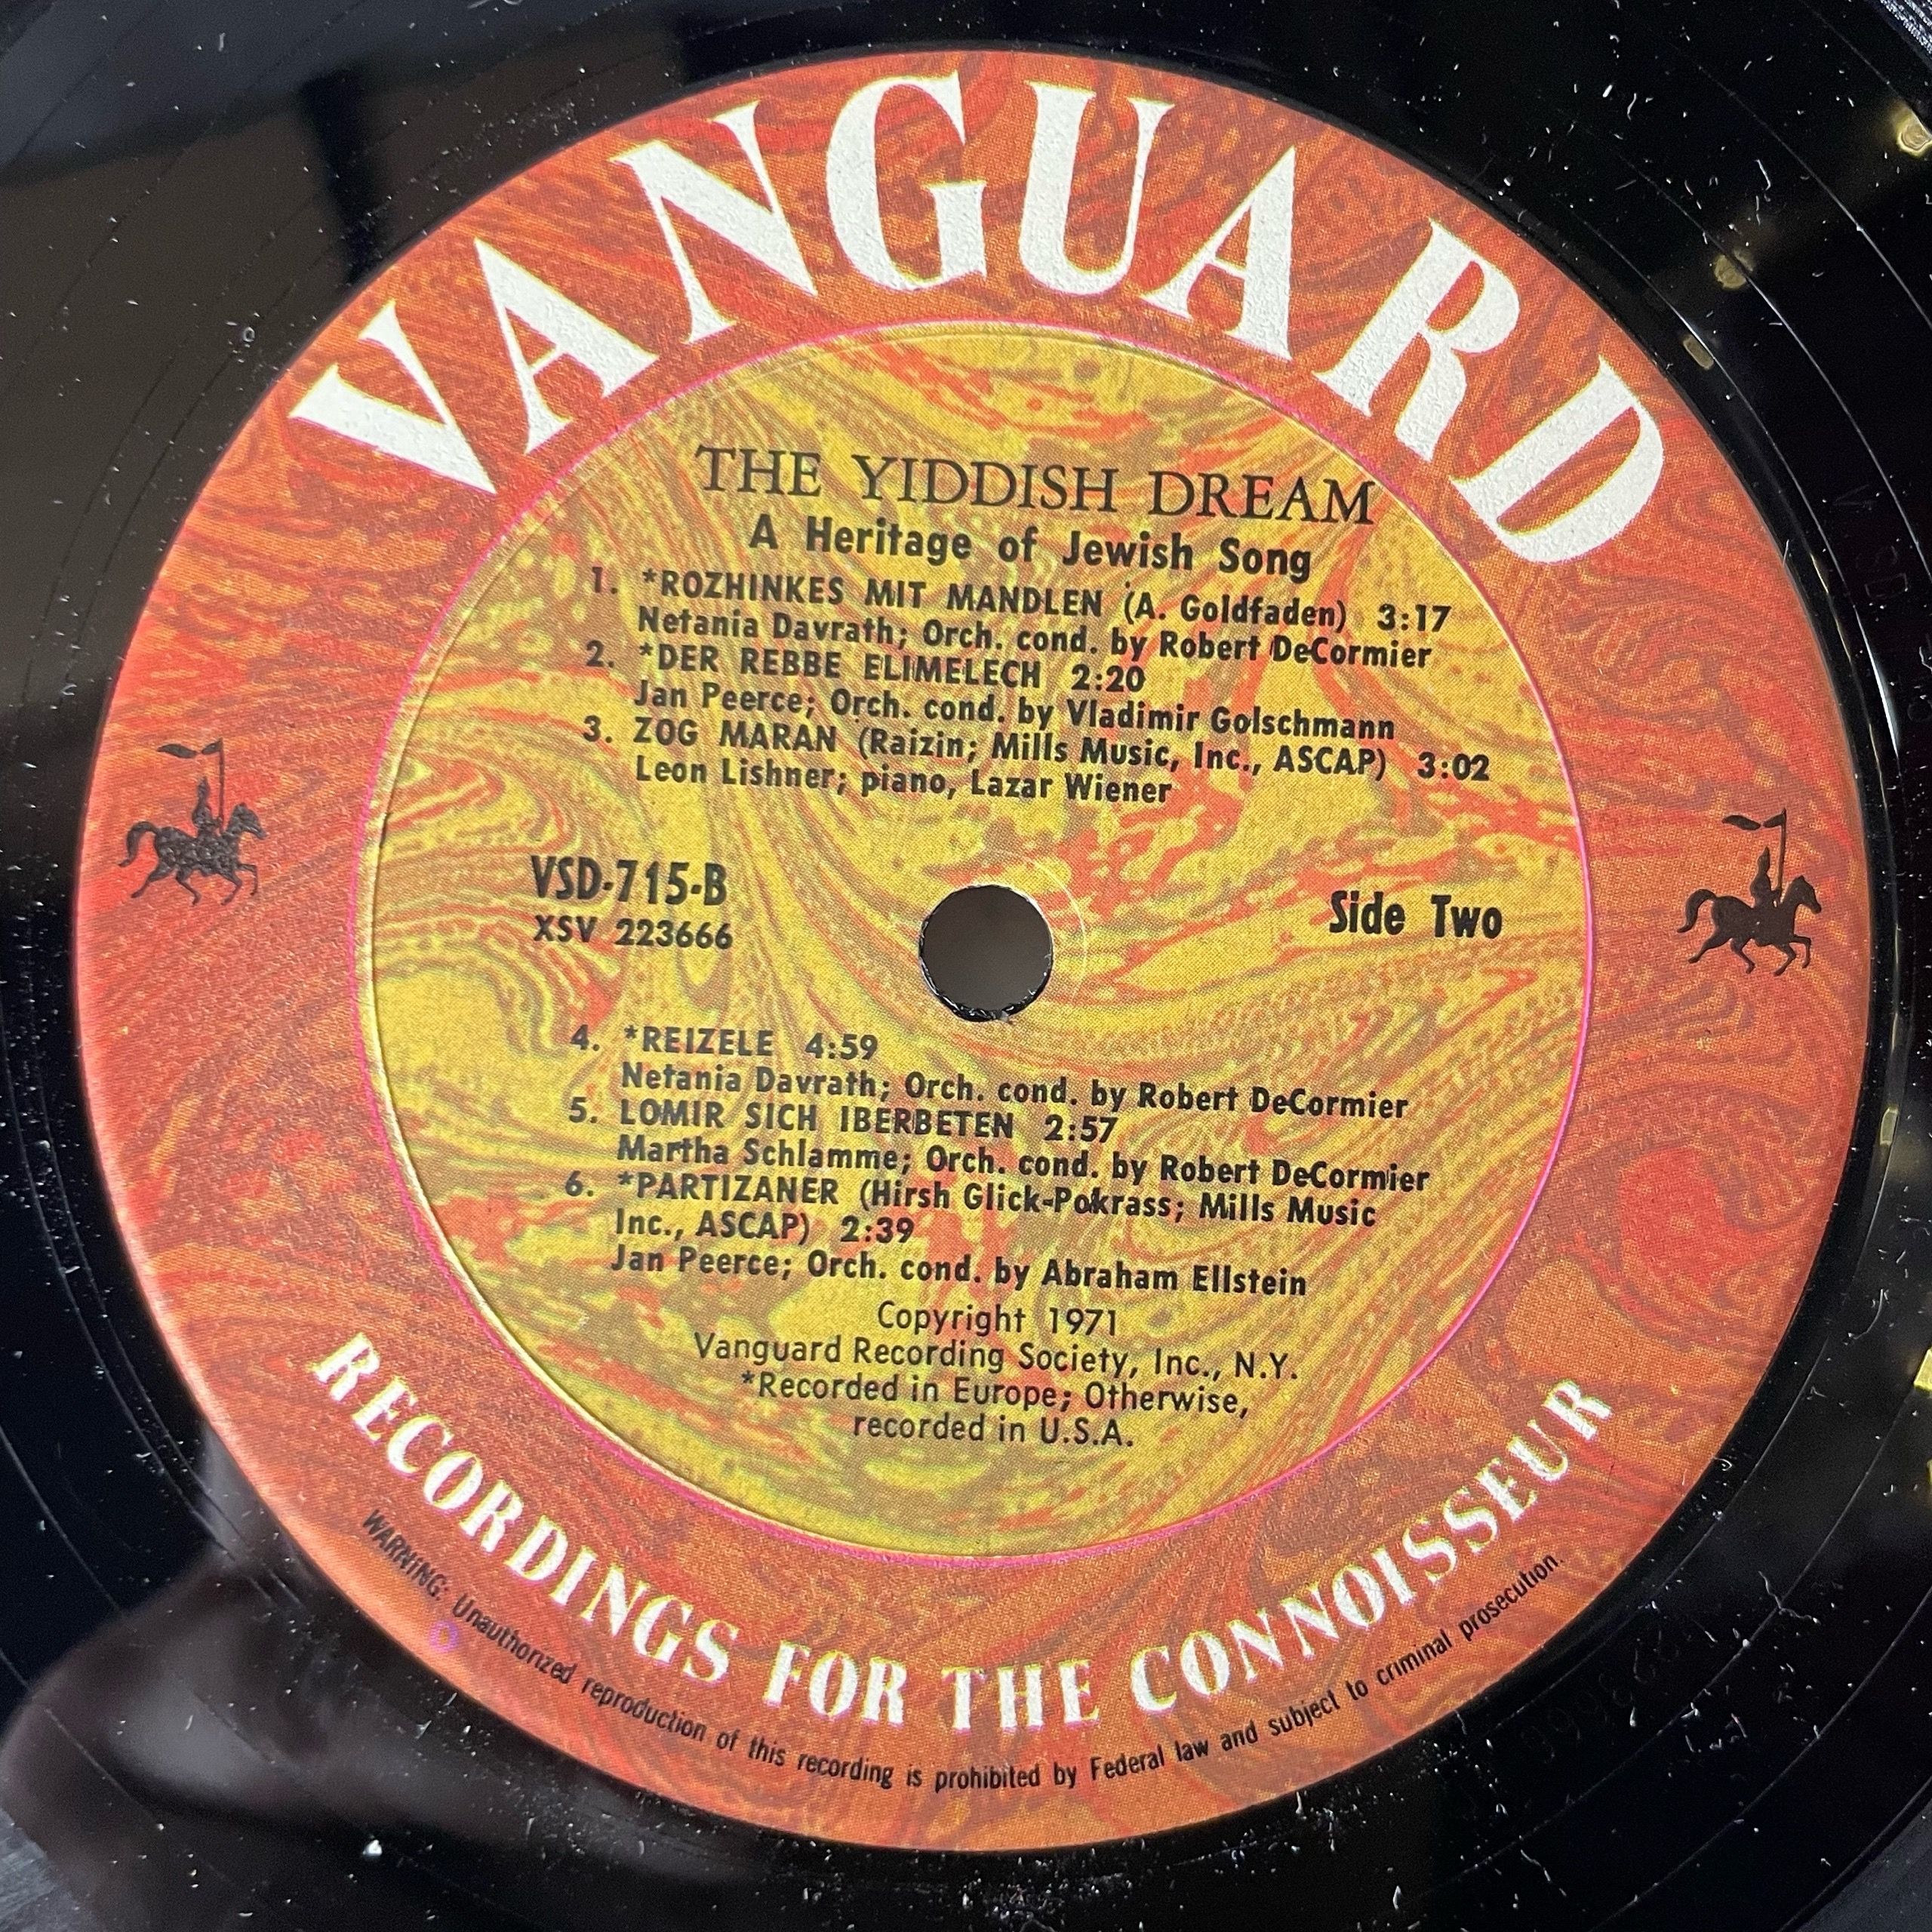 VANGUARD
THE YIDDISH DREAM
A Heritage of Jewish Song
1. *ROZHINKES MIT MANDLEN (A. Goldfaden) 3:17
Netania Davrath; Orch. cond. by Robert DeCormier
2. *DER REBBE ELIMELECH 2:20
Jan Peerce; Orch. cond. by Vladimir Golschmann
3. ZOG MARAN (Raizin; Mills Music, Inc., ASCAP) 3:02
Leon Lishner; piano, Lazar Wiener
VSD-715-B
XSV 223666
Side Two
4. *REIZELE 4:59
Netania Davrath; Orch. cond. by Robert DeCormier
5. LOMIR SICH IBERBETEN 2:57
Martha Schlamme; Orch. cond. by Robert DeCormier
6. *PARTIZANER (Hirsh Glick-Pokrass; Mills Music
Inc., ASCAP) 2:39
Jan Peerce; Orch. cond. by Abraham Ellstein
Copyright 1971
Vanguard Recording Society, Inc., N.Y.
*Recorded in Europe; Otherwise,
recorded in U.S.A.
RECORDINGS FOR THE CONNOISSEUR
WARNING: Unauthorized reproduction of this recording is prohibited by Federal law and subject to criminal prosecution.